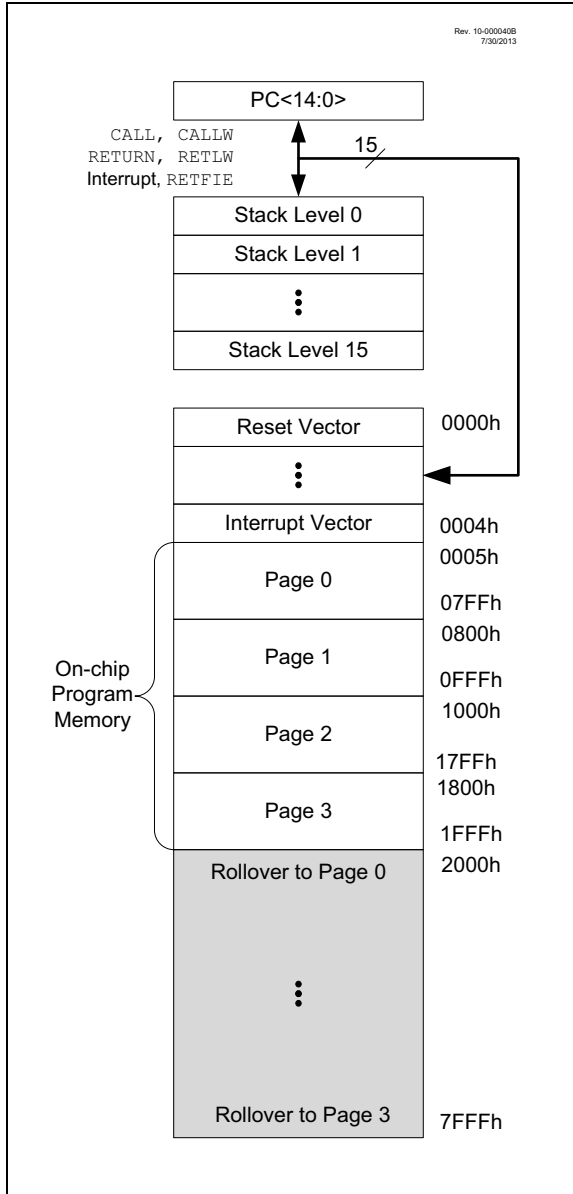 Rev. 10-000040B
7/30/2013
PC<14:0>
CALL, CALLW
RETURN, RETLW
Interrupt, RETFIE
15
Stack Level 0
Stack Level 1
Stack Level 15
Reset Vector
0000h
Interrupt Vector
0004h
On-chip
Program
Memory
0005h
Page 0
07FFh
0800h
Page 1
0FFFh
1000h
Page 2
17FFh
1800h
Page 3
1FFFh
Rollover to Page 0
2000h
Rollover to Page 3
7FFFh